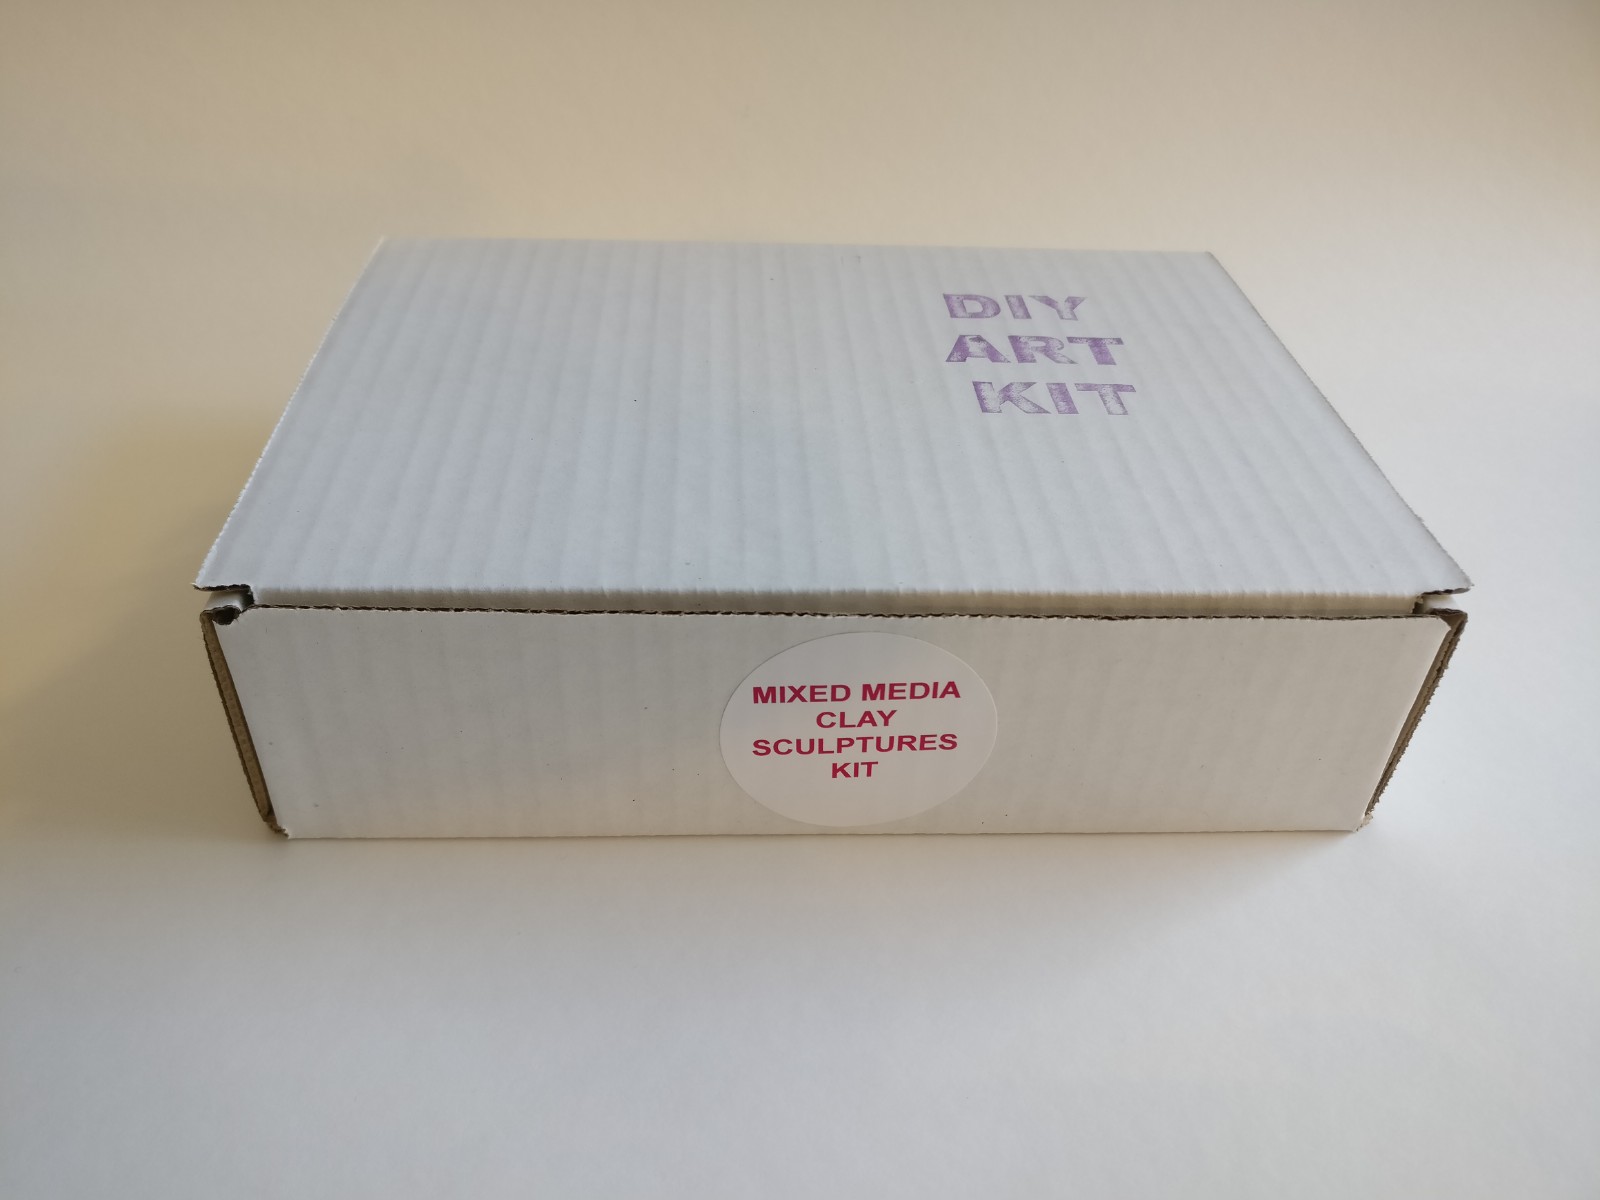 DIY
ART
KIT
MIXED MEDIA
CLAY
SCULPTURES
KIT